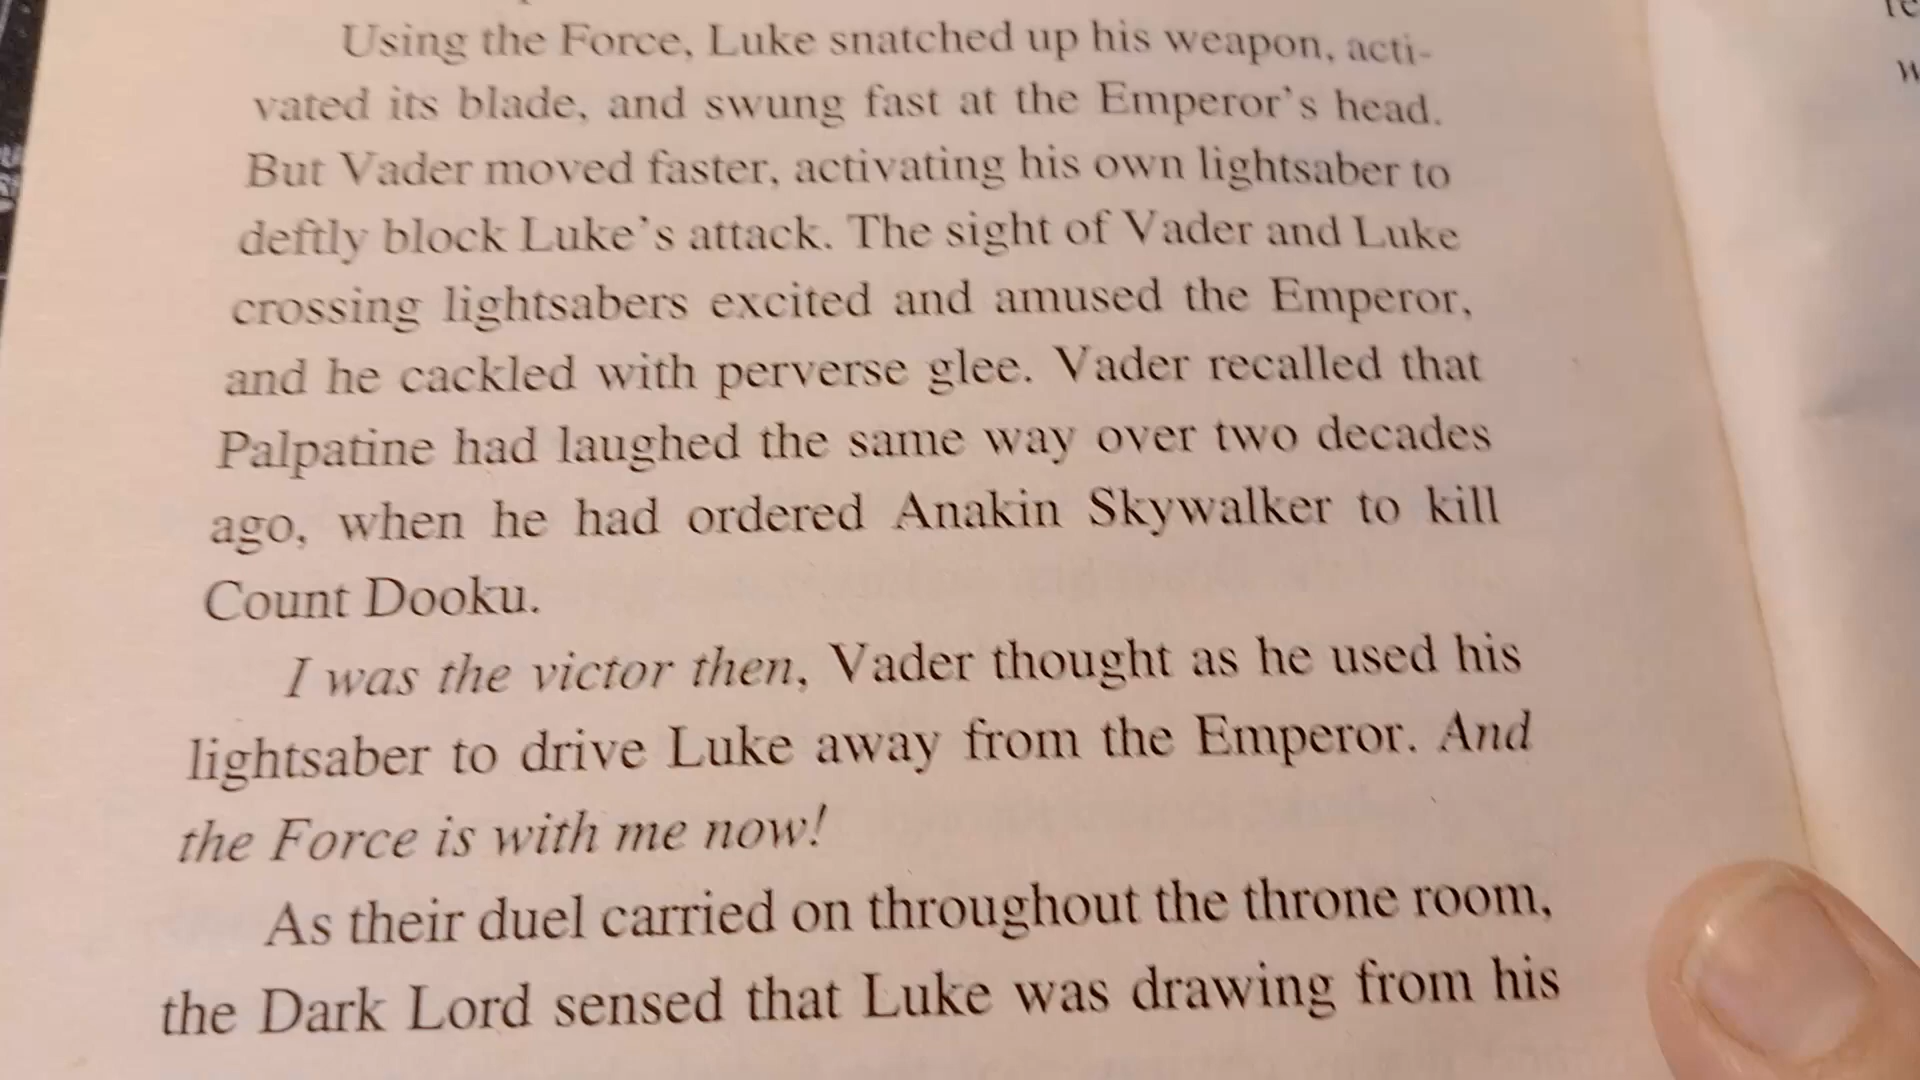 Using the Force, Luke snatched up his weapon, acti-
vated its blade, and swung fast at the Emperor's head.
But Vader moved faster, activating his own lightsaber to
deftly block Luke's attack. The sight of Vader and Luke
crossing lightsabers excited and amused the Emperor,
and he cackled with perverse glee. Vader recalled that
Palpatine had laughed the same way over two decades
ago, when he had ordered Anakin Skywalker to kill
Count Dooku.
I was the victor then, Vader thought as he used his
lightsaber to drive Luke away from the Emperor. And
the Force is with me now!
As their duel carried on throughout the throne room,
the Dark Lord sensed that Luke was drawing from his